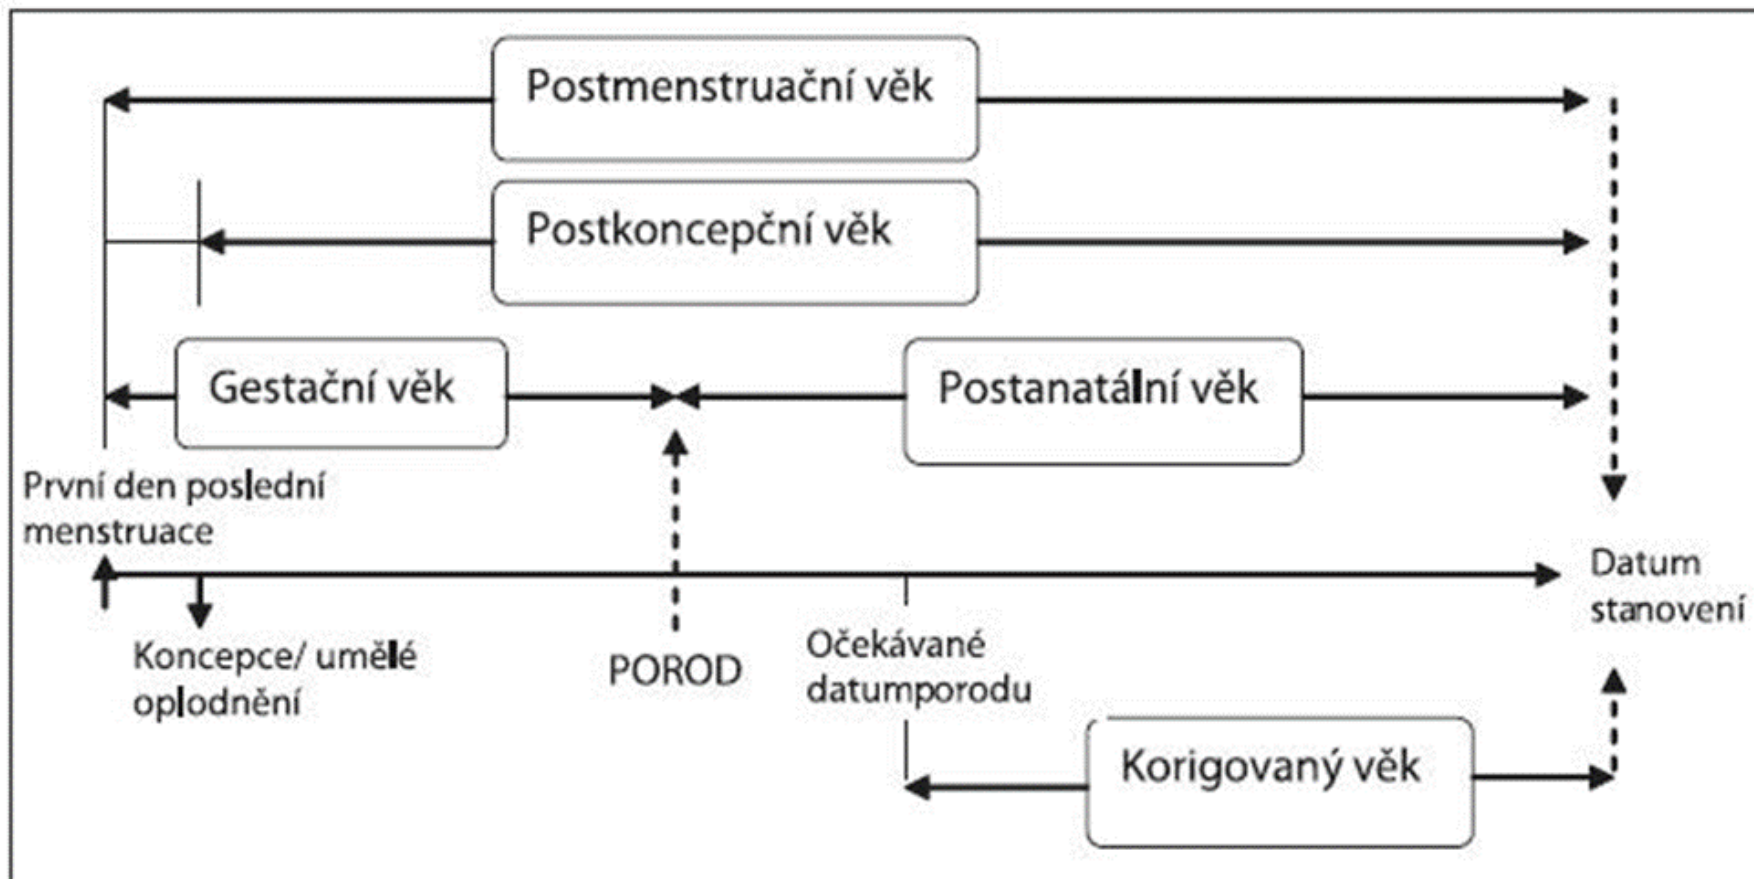 Postmenstruační věk
Postkoncepční věk
Gestační věk
Postanatální věk
První den poslední
menstruace
Datum
stanovení
Koncepce/ umělé
oplodnění
POROD
Očekávané
datumporodu
Korigovaný věk